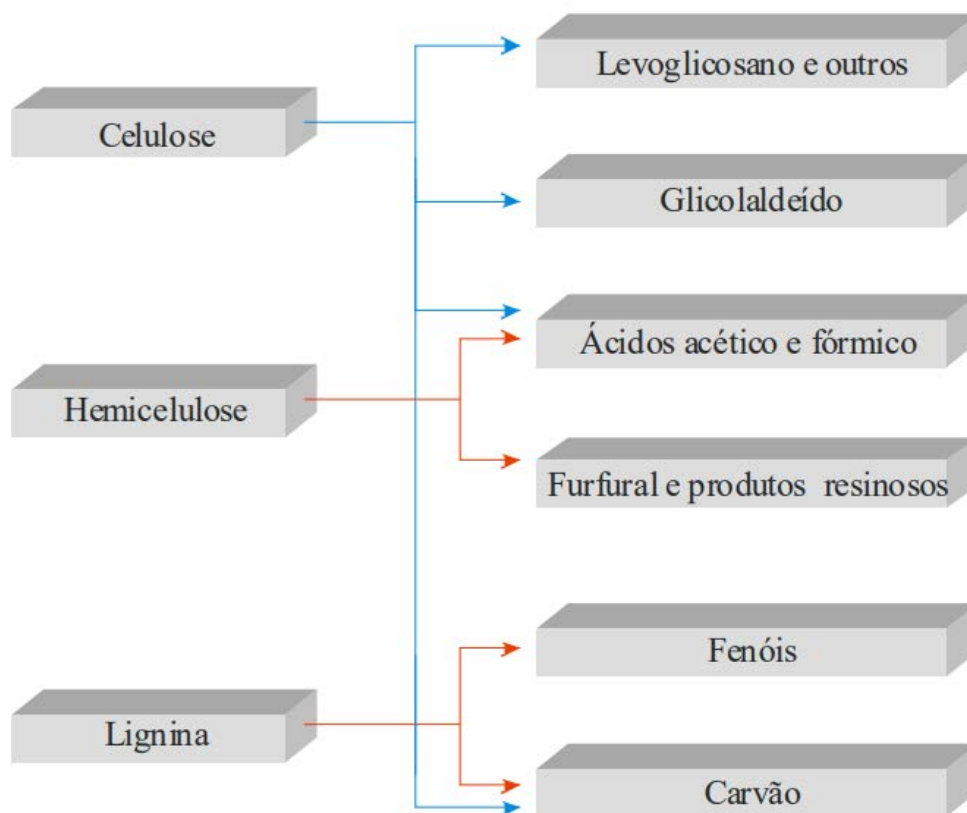 Levoglicosano e outros
Celulose
Glicolaldeído
Ácidos acético e fórmico
Hemicelulose
Furfural e produtos resinosos
Fenóis
Lignina
Carvão